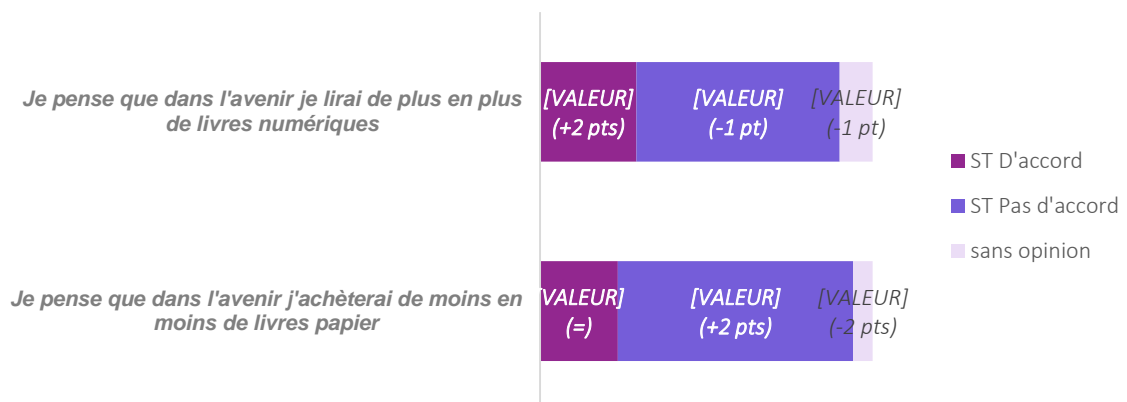 Je pense que dans l'avenir je lirai de plus en plus
de livres numériques
[VALEUR] [VALEUR] [VALEUR]
(+2 pts) (-1 pt) (-1 pt)
ST D'accord
ST Pas d'accord
sans opinion
Je pense que dans l'avenir j'achèterai de moins en
moins de livres papier
[VALEUR] [VALEUR] [VALEUR]
(=) (+2 pts) (-2 pts)